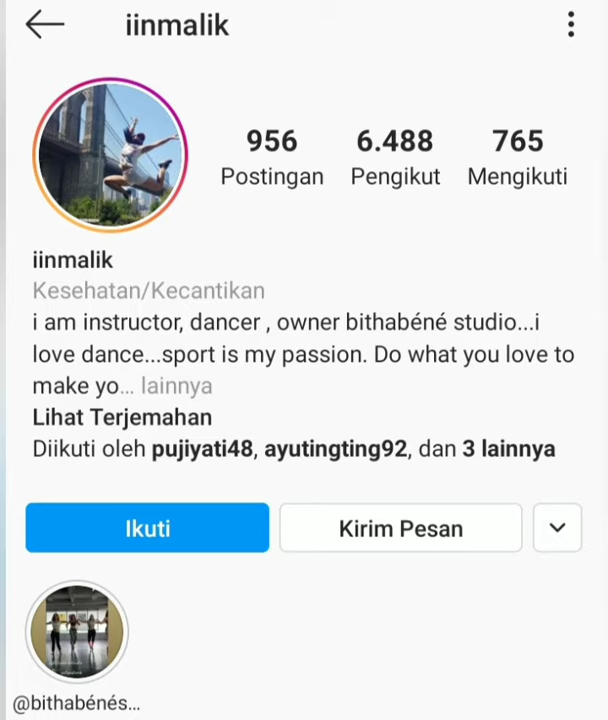 iinmalik
956 6.488 765
Postingan Pengikut Mengikuti
iinmalik
Kesehatan/Kecantikan
i am instructor, dancer , owner bithabéné studio...i
love dance...sport is my passion. Do what you love to
make yo... lainnya
Lihat Terjemahan
Diikuti oleh pujiyati48, ayutingting92, dan 3 lainnya
Ikuti Kirim Pesan
@bithabénés...